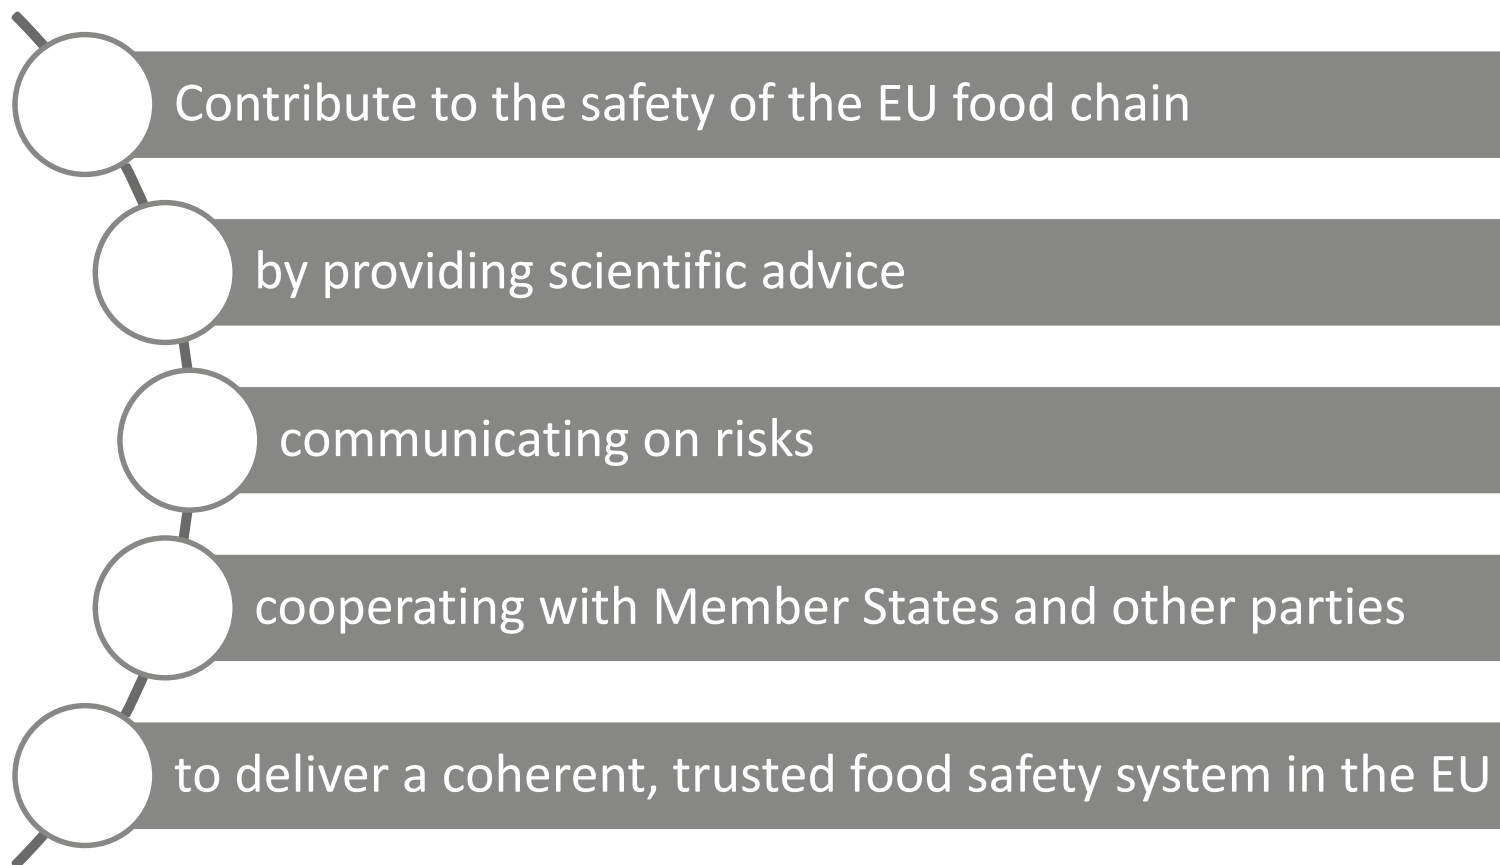 Contribute to the safety of the EU food chain
by providing scientific advice
communicating on risks
cooperating with Member States and other parties
to deliver a coherent, trusted food safety system in the EU